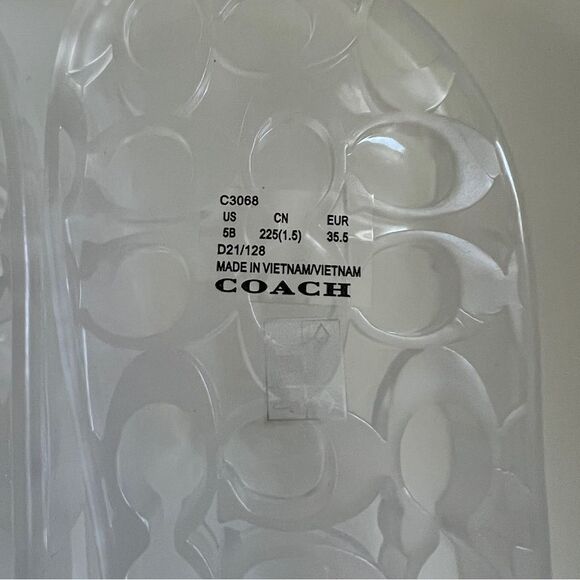 C3068
US CN EUR
5B 225(1.5) 35.5
D21/128
MADE IN VIETNAM/VIETNAM
COACH